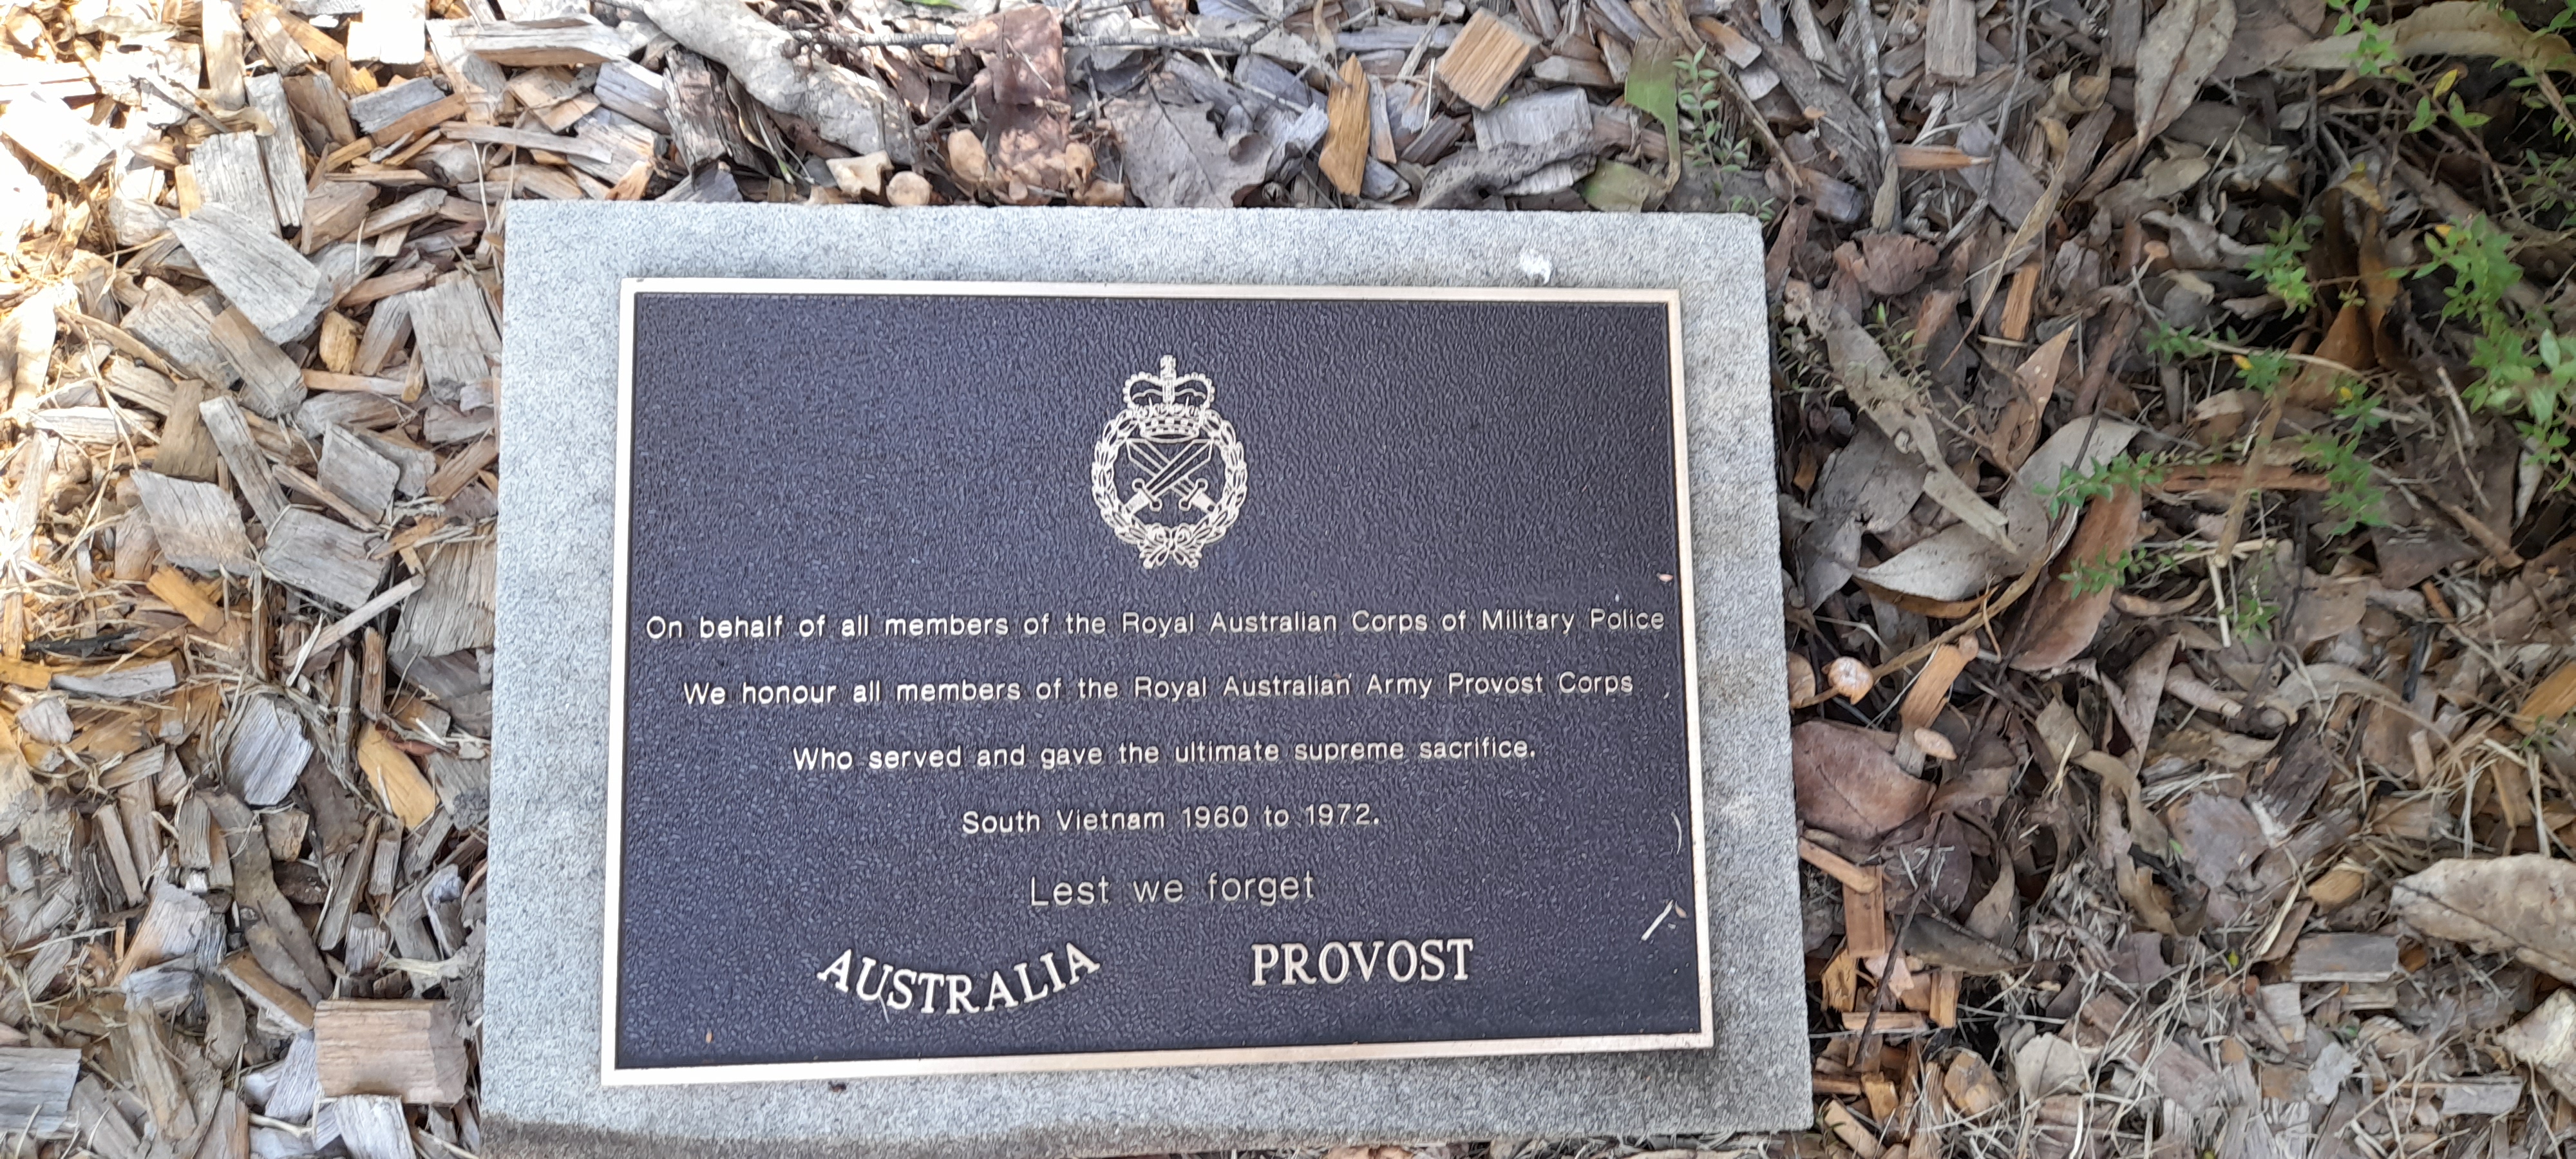 On behalf of all members of the Royal Australian Corps of Military Police
We honour all members of the Royal Australian Army Provost Corps
Who served and gave the ultimate supreme sacrifice.
South Vietnam 1960 to 1972.
Lest we forget
AUSTRALIA PROVOST